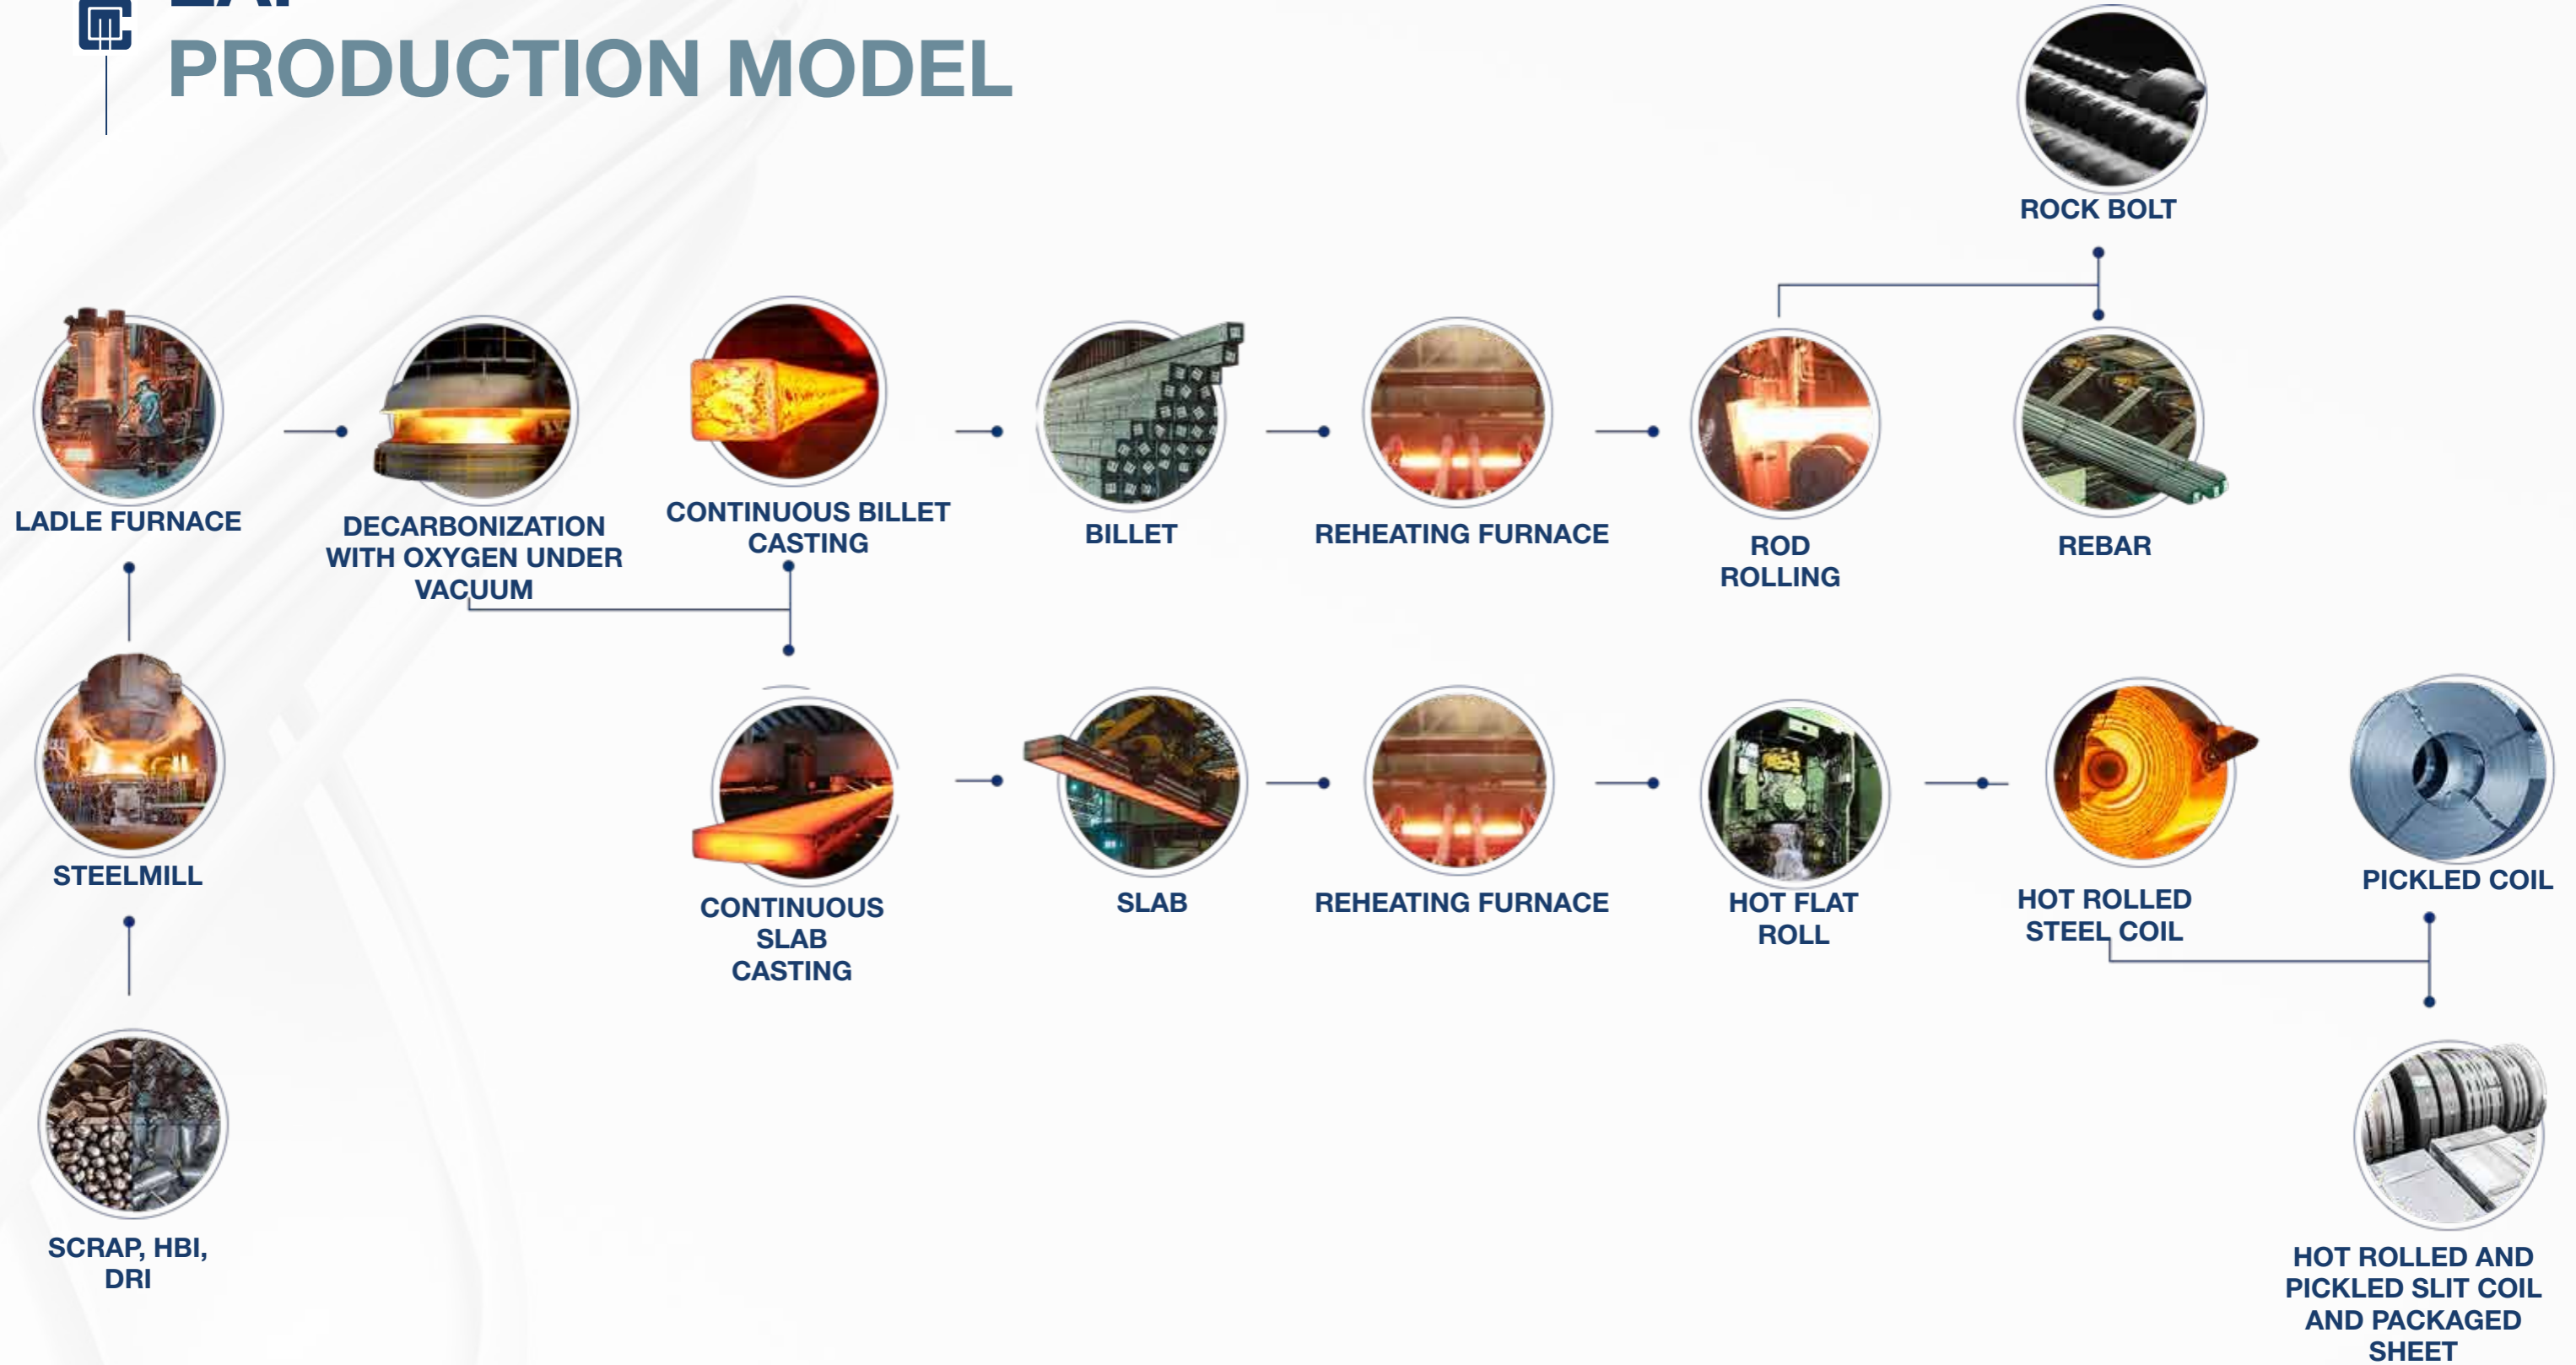 PRODUCTION MODEL
ROCK BOLT
LADLE FURNACE
DECARBONIZATION
WITH OXYGEN UNDER
VACUUM
CONTINUOUS BILLET
CASTING
BILLET
REHEATING FURNACE
ROD
ROLLING
REBAR
STEELMILL
CONTINUOUS
SLAB
CASTING
SLAB
REHEATING FURNACE
HOT FLAT
ROLL
HOT ROLLED
STEEL COIL
PICKLED COIL
SCRAP, HBI,
DRI
HOT ROLLED AND
PICKLED SLIT COIL
AND PACKAGED
SHEET